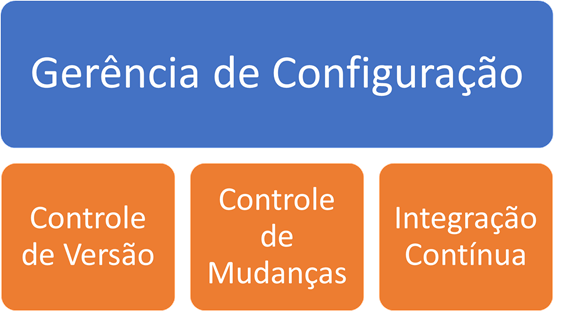 Gerência de Configuração
Controle
de Versão
Controle
de
Mudanças
Integração
Contínua